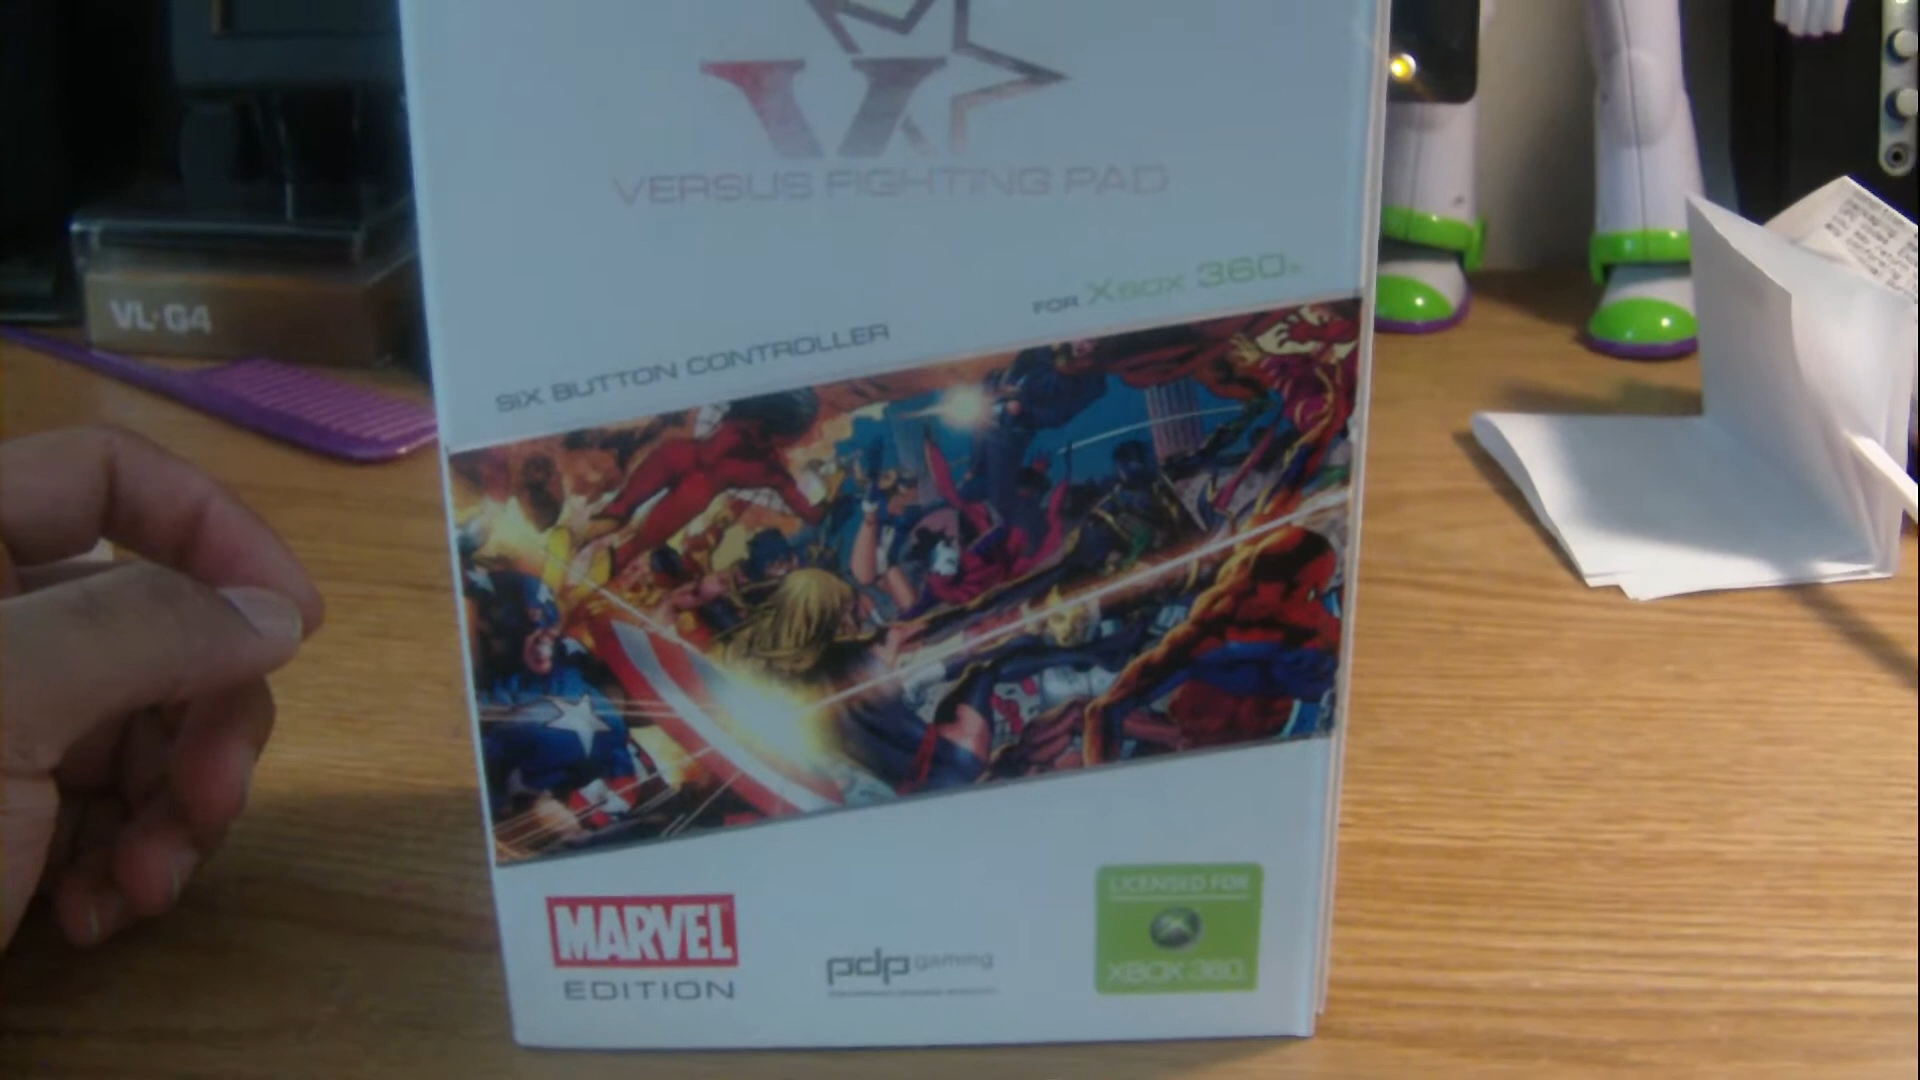 VERSUS FIGHTING PAD
FOR XBOX 360
SIX BUTTON CONTROLLER
MARVEL
EDITION
pdp gaming
LICENSED FOR
XBOX 360
VL-G4